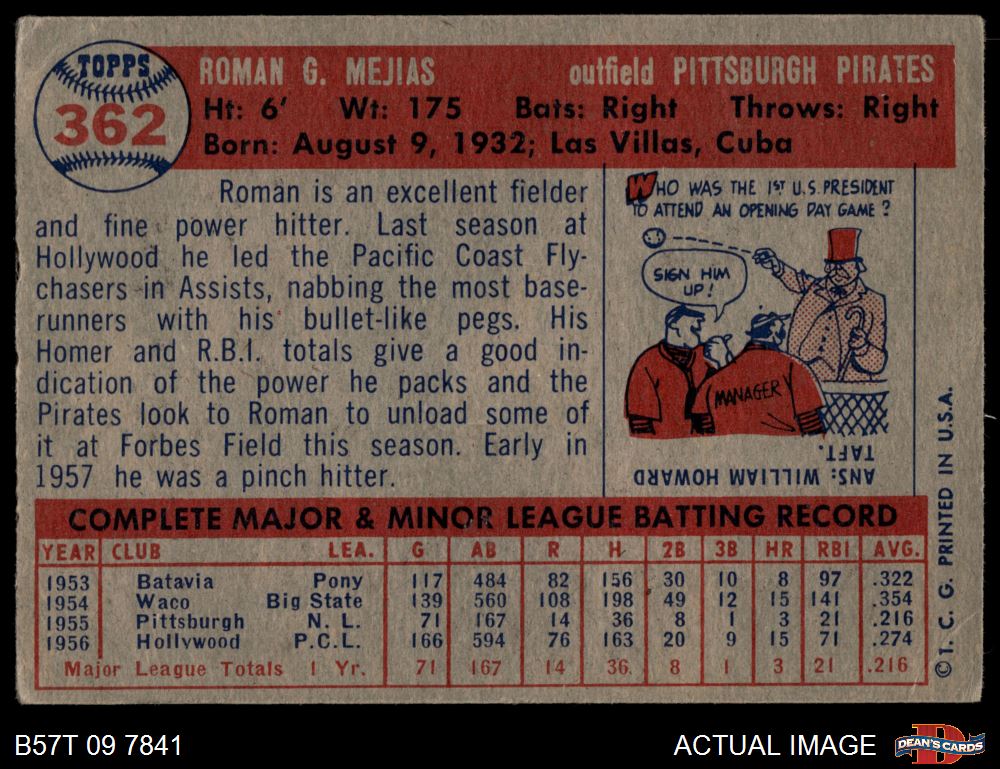 TOPPS
362
ROMAN G. MEJIAS outfield PITTSBURGH PIRATES
Ht: 6' Wt: 175 Bats: Right Throws: Right
Born: August 9, 1932; Las Villas, Cuba
Roman is an excellent fielder
and fine power hitter. Last season at
Hollywood he led the Pacific Coast Fly-
chasers in Assists, nabbing the most base-
runners with his bullet-like pegs. His
Homer and R.B.I. totals give a good in-
dication of the power he packs and the
Pirates look to Roman to unload some of
it at Forbes Field this season. Early in
1957 he was a pinch hitter.
WHO WAS THE 1ST U.S. PRESIDENT
TO ATTEND AN OPENING DAY GAME?
SIGN HIM
UP!
MANAGER
ANS: WILLIAM HOWARD
TAFT.
COMPLETE MAJOR & MINOR LEAGUE BATTING RECORD
YEAR CLUB LEA. G AB R H 2B 3B HR RBI AVG.
1953 Batavia Pony 117 484 82 156 30 10 8 97 .322
1954 Waco Big State 139 560 108 198 49 12 15 141 .354
1955 Pittsburgh N. L. 71 167 14 36 8 1 3 21 .216
1956 Hollywood P.C.L. 166 594 76 163 20 9 15 71 .274
Major League Totals 1 Yr. 71 167 14 36. 8 1 3 21 .216
©T. C. G. PRINTED IN U.S.A.
B57T 09 7841 ACTUAL IMAGE
D
DEAN'S CARDS